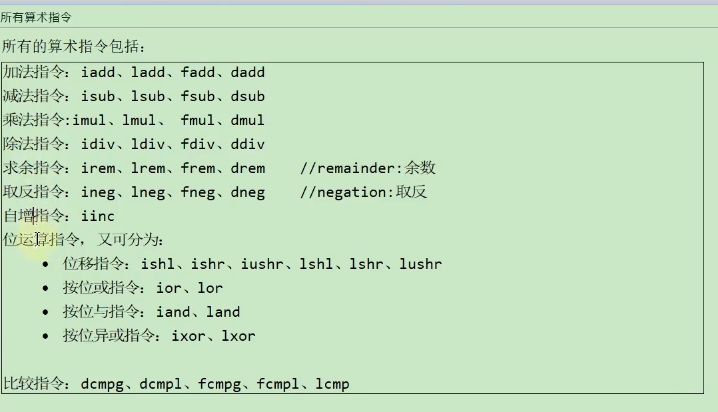 所有算术指令
所有的算术指令包括：
加法指令：iadd、ladd、fadd、dadd
减法指令：isub、lsub、fsub、dsub
乘法指令:imul、lmul、 fmul、dmul
除法指令：idiv、ldiv、fdiv、ddiv
求余指令：irem、lrem、frem、drem    //remainder:余数
取反指令：ineg、lneg、fneg、dneg    //negation:取反
自增指令：iinc
位运算指令，又可分为：
• 位移指令：ishl、ishr、iushr、lshl、lshr、lushr
• 按位或指令：ior、lor
• 按位与指令：iand、land
• 按位异或指令：ixor、lxor
比较指令：dcmpg、dcmpl、fcmpg、fcmpl、lcmp